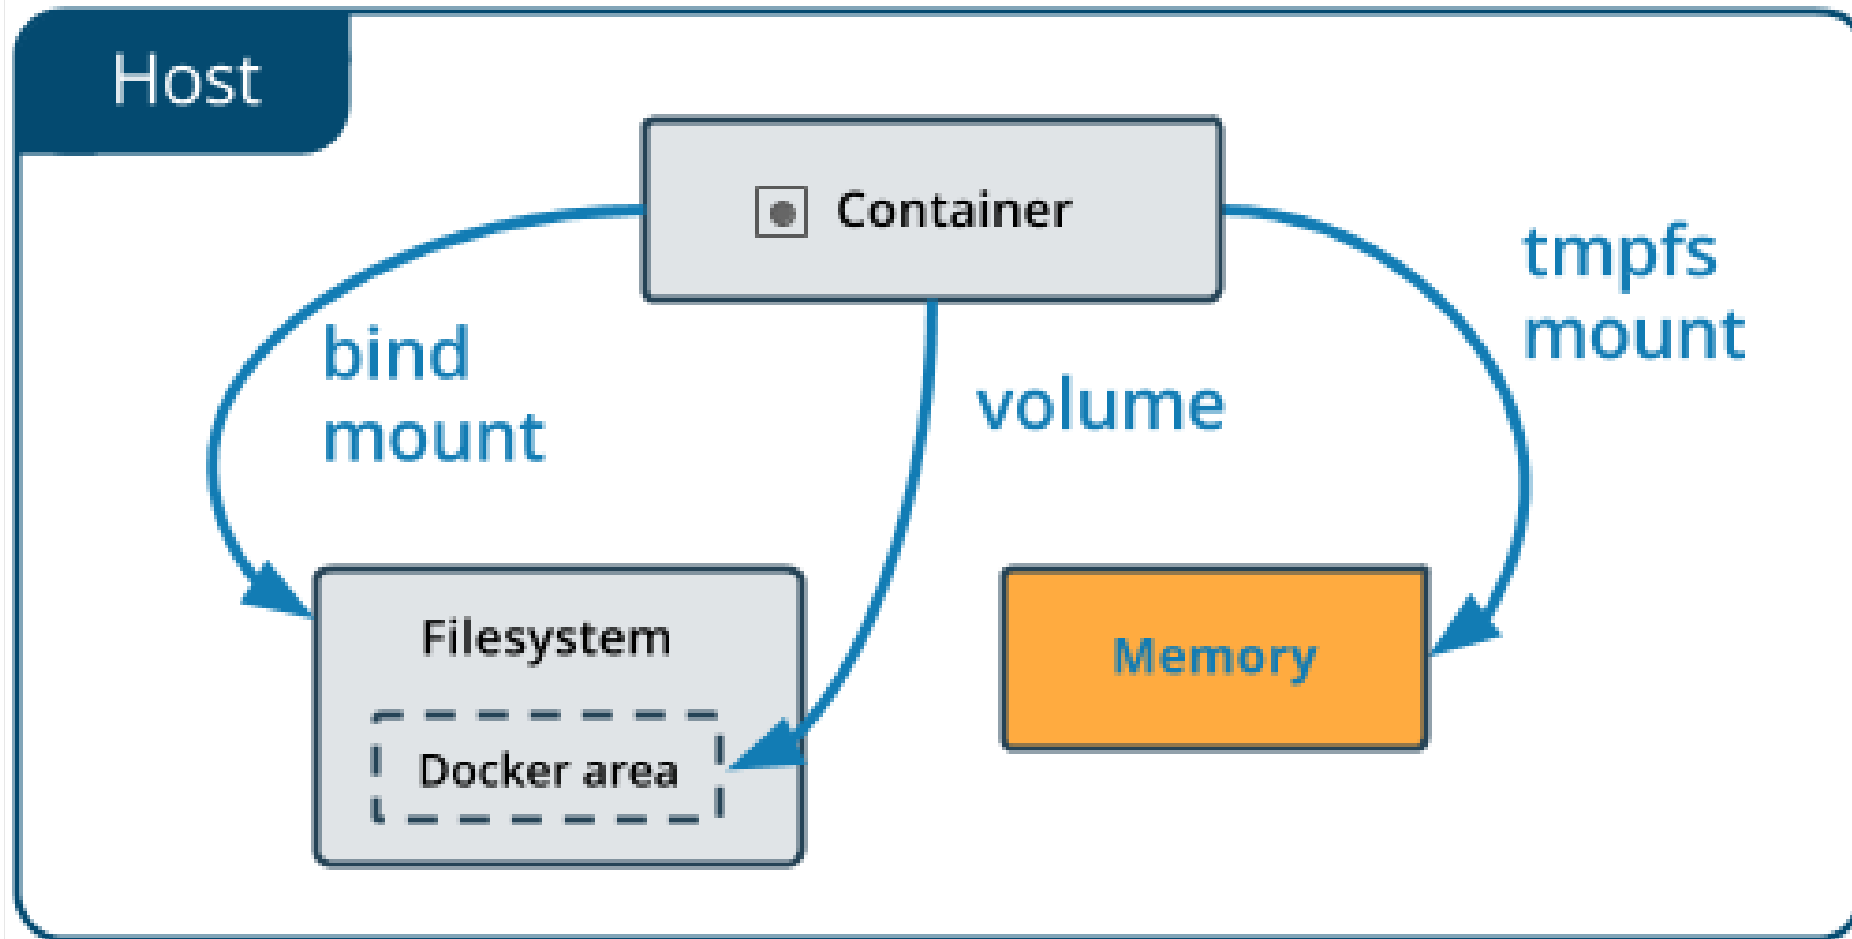 Host
Container
bind
mount
volume
tmpfs
mount
Filesystem
Docker area
Memory